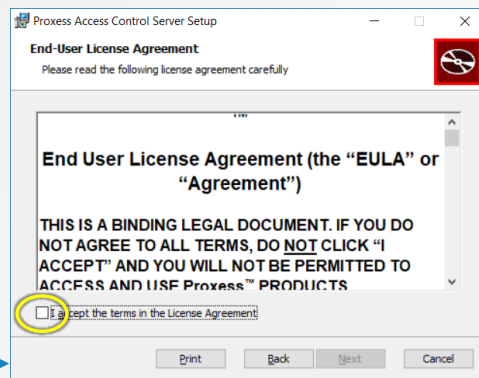 Proxess Access Control Server Setup
End-User License Agreement
Please read the following license agreement carefully
TM
End User License Agreement (the “EULA” or
“Agreement”)
THIS IS A BINDING LEGAL DOCUMENT. IF YOU DO
NOT AGREE TO ALL TERMS, DO NOT CLICK “I
ACCEPT” AND YOU WILL NOT BE PERMITTED TO
ACCESS AND USE Proxess™ PRODUCTS
I accept the terms in the License Agreement
Print Back Next Cancel